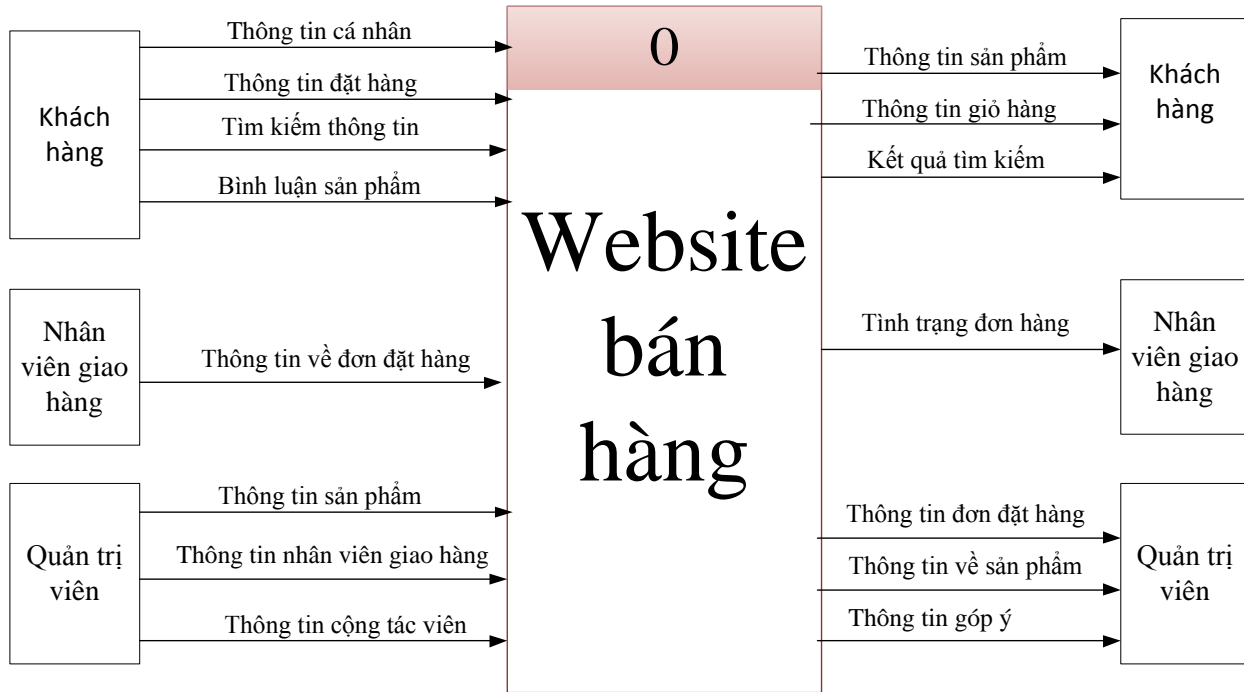 Khách
hàng
Thông tin cá nhân
Thông tin đặt hàng
Tìm kiếm thông tin
Bình luận sản phẩm
Nhân
viên giao
hàng
Thông tin về đơn đặt hàng
Quản trị
viên
Thông tin sản phẩm
Thông tin nhân viên giao hàng
Thông tin cộng tác viên
0
Website
bán
hàng
Thông tin sản phẩm
Thông tin giỏ hàng
Kết quả tìm kiếm
Khách
hàng
Tình trạng đơn hàng
Nhân
viên giao
hàng
Thông tin đơn đặt hàng
Thông tin về sản phẩm
Thông tin góp ý
Quản trị
viên